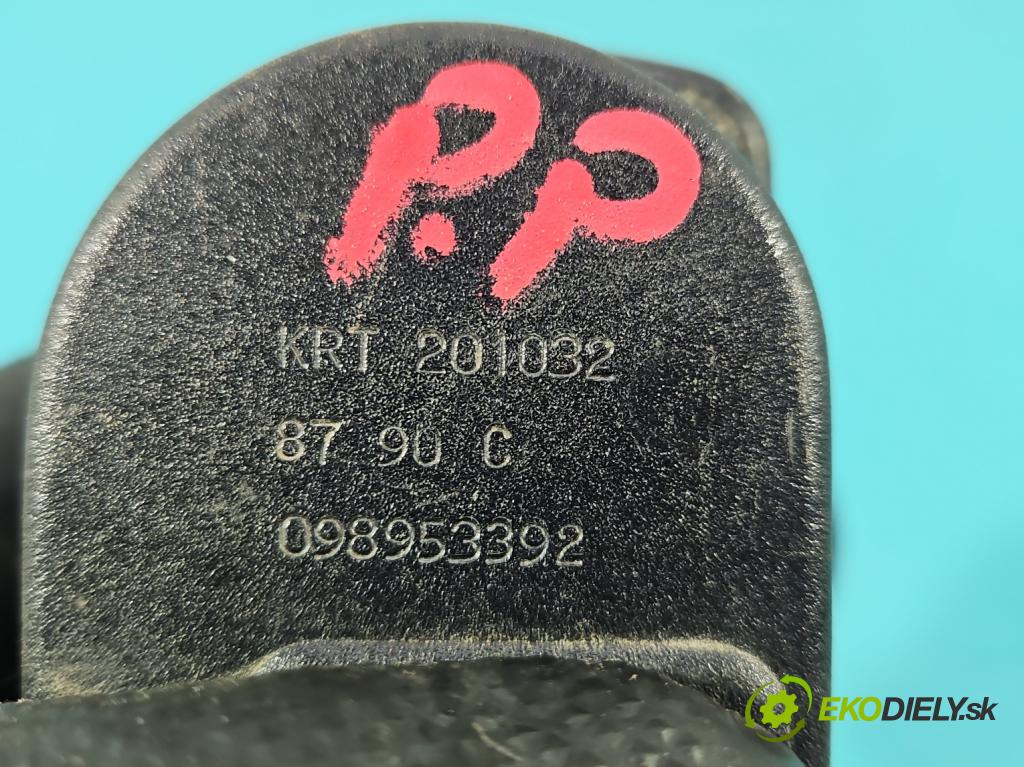 P.P
KRT 201032
87 90 C
098953392
EKODIELY.sk